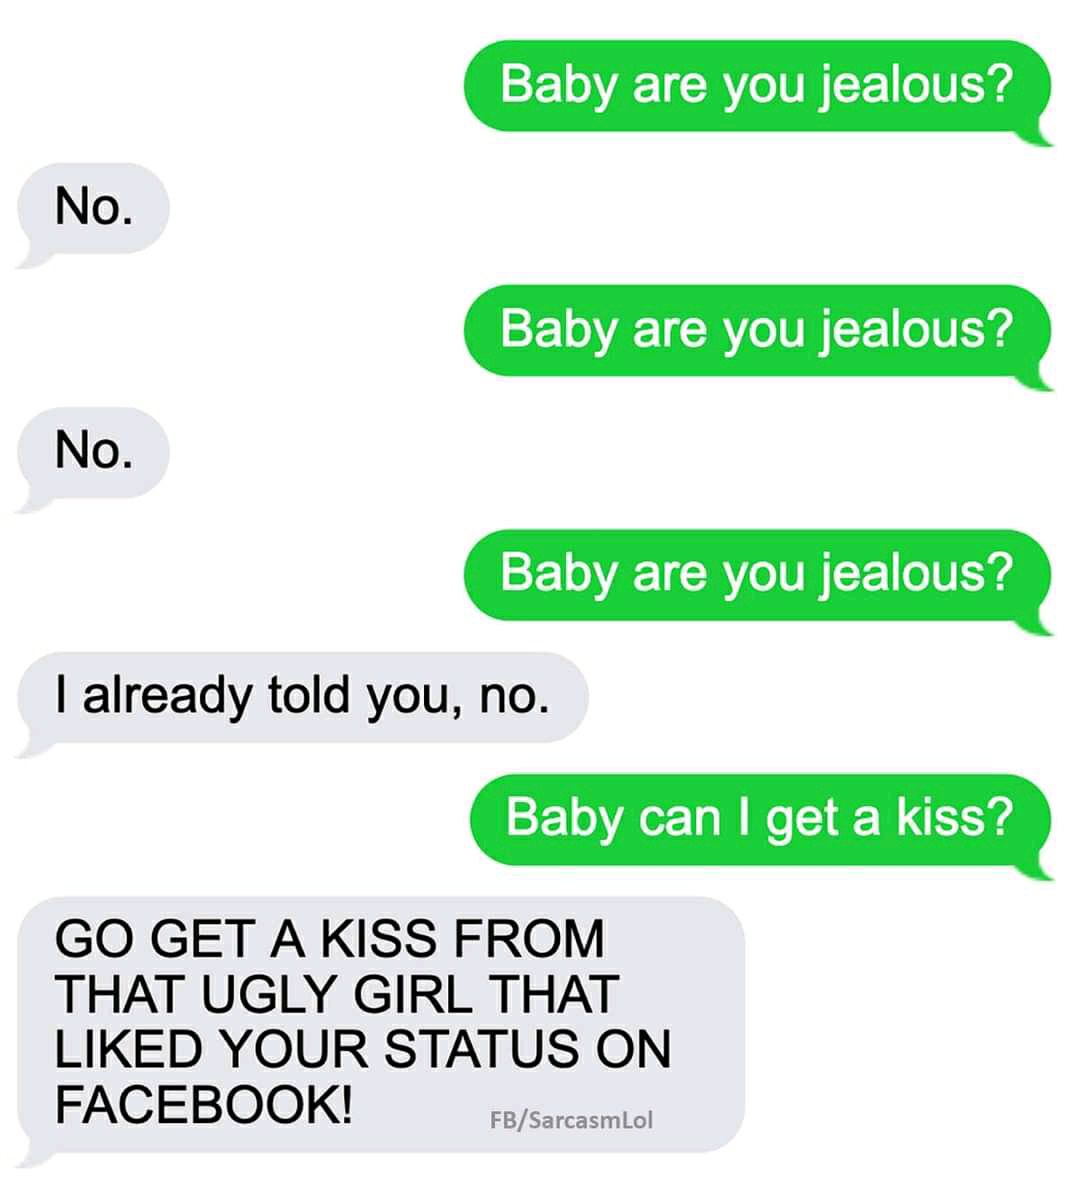 Baby are you jealous?
No.
Baby are you jealous?
No.
Baby are you jealous?
I already told you, no.
Baby can I get a kiss?
GO GET A KISS FROM
THAT UGLY GIRL THAT
LIKED YOUR STATUS ON
FACEBOOK!
FB/SarcasmLol